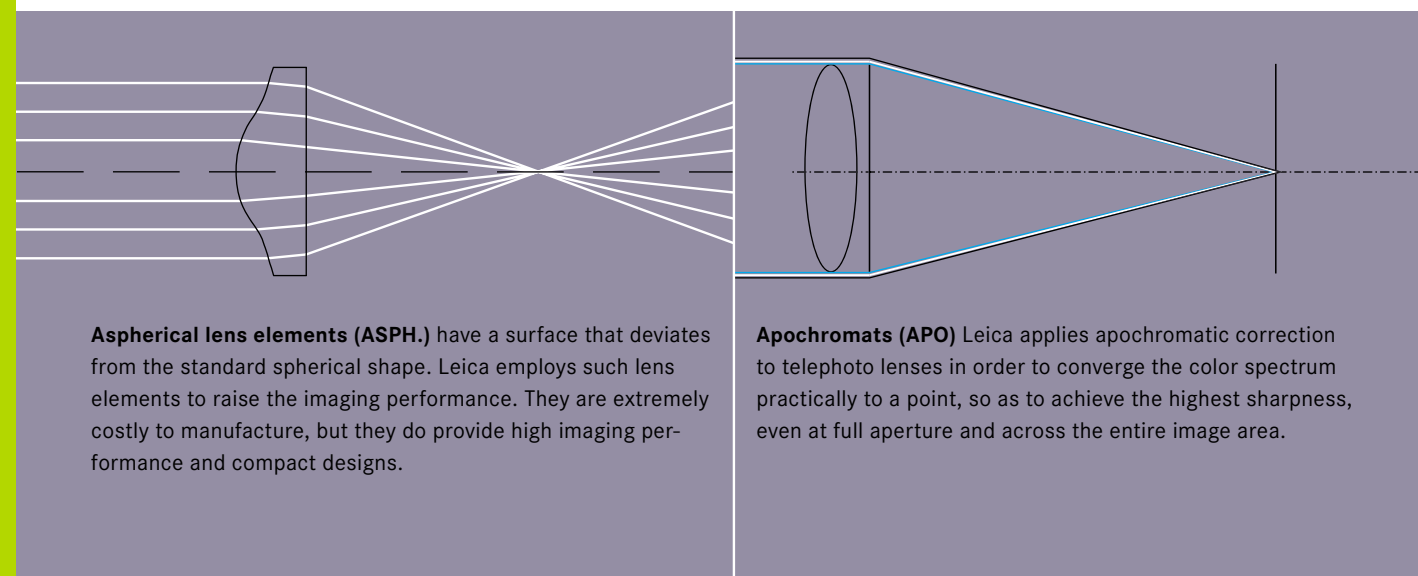 Aspherical lens elements (ASPH.) have a surface that deviates
from the standard spherical shape. Leica employs such lens
elements to raise the imaging performance. They are extremely
costly to manufacture, but they do provide high imaging per-
formance and compact designs.
Apochromats (APO) Leica applies apochromatic correction
to telephoto lenses in order to converge the color spectrum
practically to a point, so as to achieve the highest sharpness,
even at full aperture and across the entire image area.